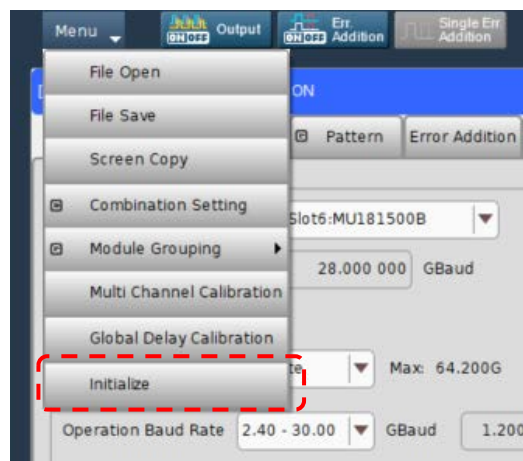 Menu
ON OFF Output
ON OFF Err. Addition
Single Err. Addition
File Open
ON
File Save
C Pattern
Error Addition
Screen Copy
C Combination Setting
Slot6:MU181500B
C Module Grouping
28.000 000 GBaud
Multi Channel Calibration
Global Delay Calibration
Initialize
Max: 64.200G
Operation Baud Rate 2.40 - 30.00 GBaud 1.200